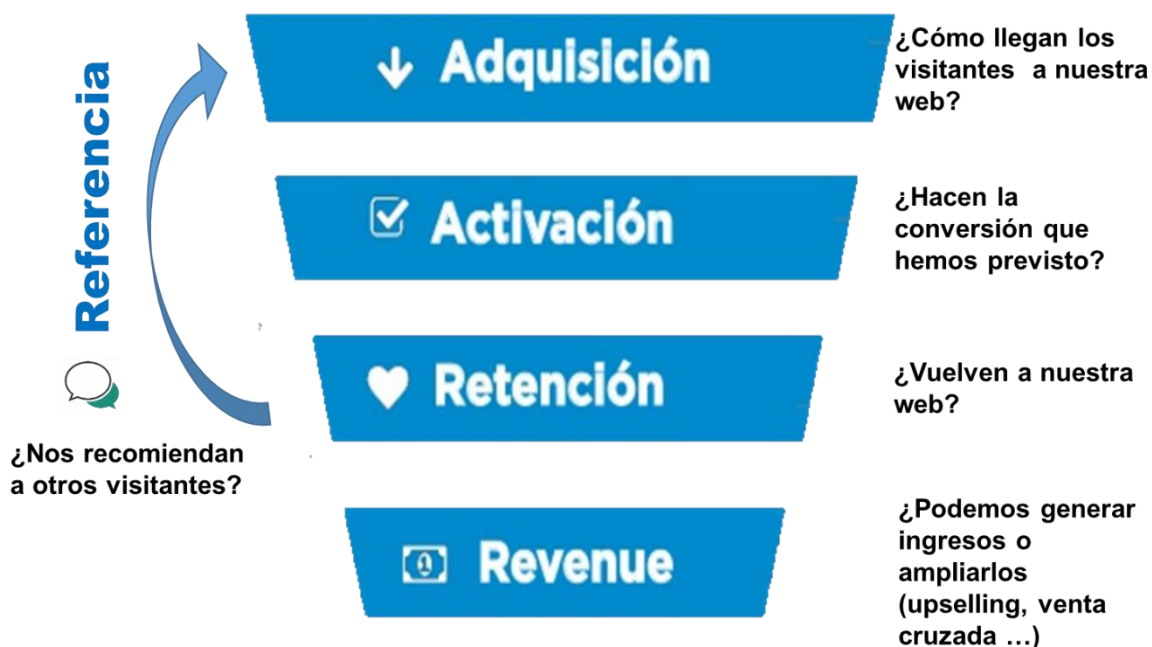 Adquisición
¿Cómo llegan los
visitantes a nuestra
web?
Referencia
Activación
¿Hacen la
conversión que
hemos previsto?
Retención
¿Vuelven a nuestra
web?
¿Nos recomiendan
a otros visitantes?
Revenue
¿Podemos generar
ingresos o
ampliarlos
(upselling, venta
cruzada ...)